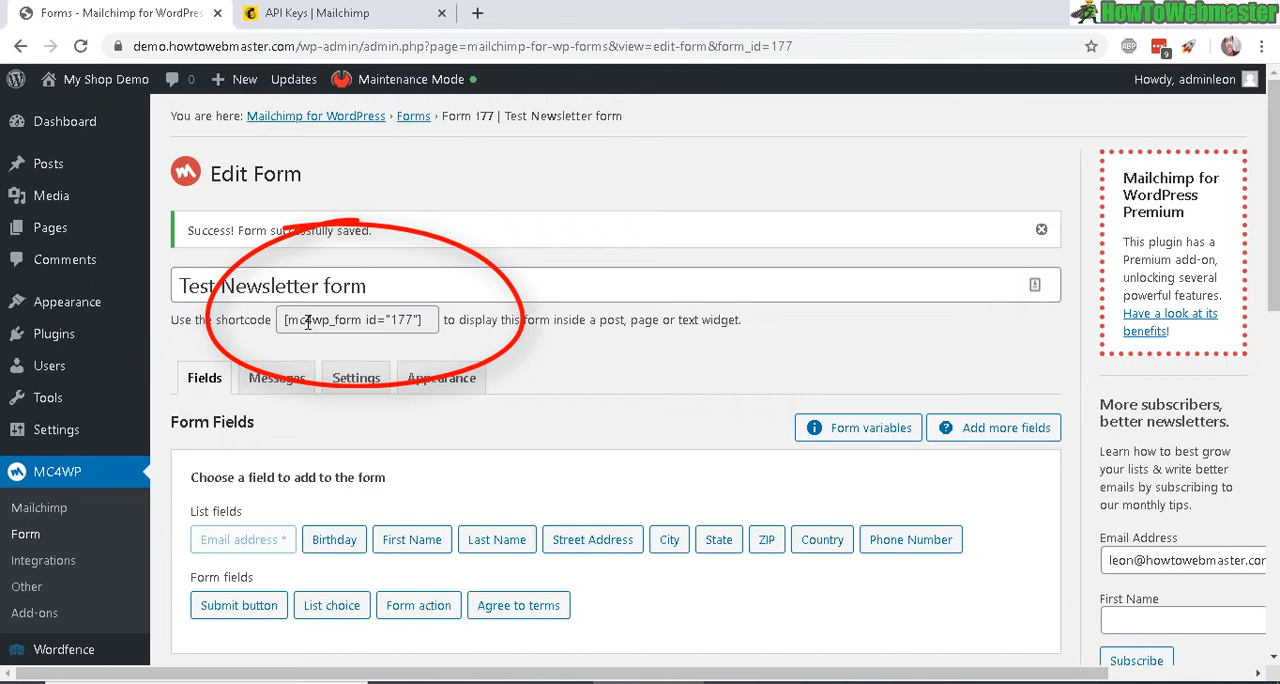 Forms - Mailchimp for WordPres
API Keys | Mailchimp
HowToWebmaster
demo.howtowebmaster.com/wp-admin/admin.php?page=mailchimp-for-wp-forms&view=edit-form&form_id=177
ABP
9
My Shop Demo
0
New
Updates
Maintenance Mode
Howdy, adminleon
Dashboard
Posts
Media
Pages
Comments
Appearance
Plugins
Users
Tools
Settings
MC4WP
Mailchimp
Form
Integrations
Other
Add-ons
Wordfence
You are here: Mailchimp for WordPress › Forms › Form 177 | Test Newsletter form
Edit Form
Success! Form successfully saved.
Test Newsletter form
Use the shortcode [mc4wp_form id="177"] to display this form inside a post, page or text widget.
Fields
Messages
Settings
Appearance
Form Fields
Form variables
Add more fields
Choose a field to add to the form
List fields
Email address *
Birthday
First Name
Last Name
Street Address
City
State
ZIP
Country
Phone Number
Form fields
Submit button
List choice
Form action
Agree to terms
Mailchimp for
WordPress
Premium
This plugin has a
Premium add-on,
unlocking several
powerful features.
Have a look at its
benefits!
More subscribers,
better newsletters.
Learn how to best grow
your lists & write better
emails by subscribing to
our monthly tips.
Email Address
leon@howtowebmaster.cor
First Name
Subscribe